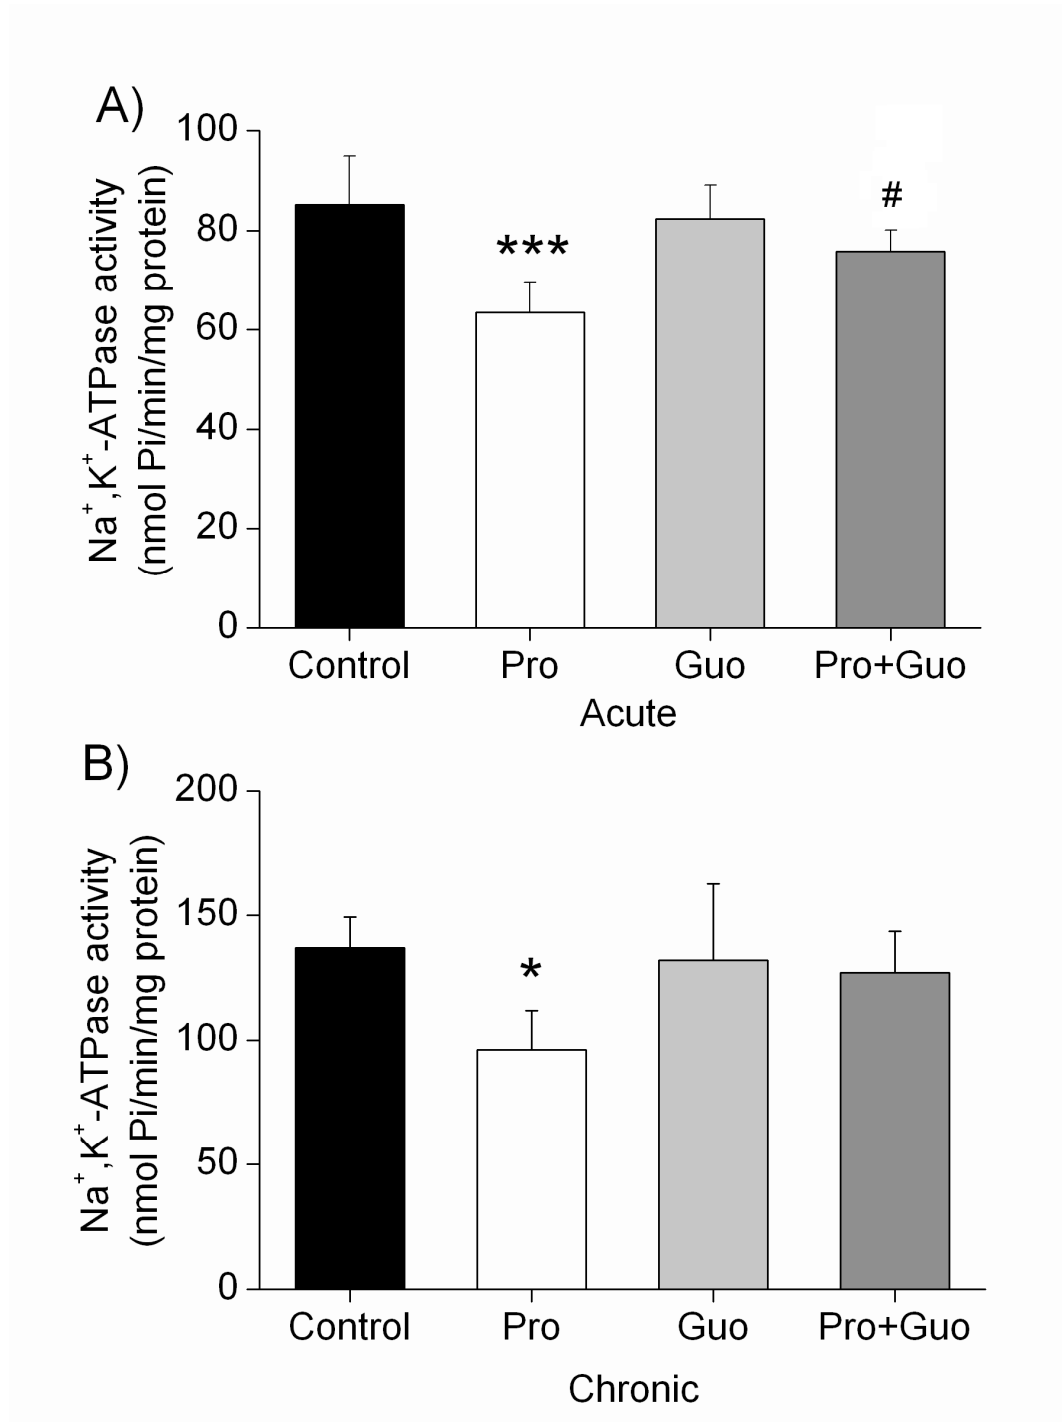 A)
Na⁺,K⁺-ATPase activity
(nmol Pi/min/mg protein)
100
80
60
40
20
0
***
#
Control Pro Guo Pro+Guo
Acute
B)
Na⁺,K⁺-ATPase activity
(nmol Pi/min/mg protein)
200
150
100
50
0
*
Control Pro Guo Pro+Guo
Chronic